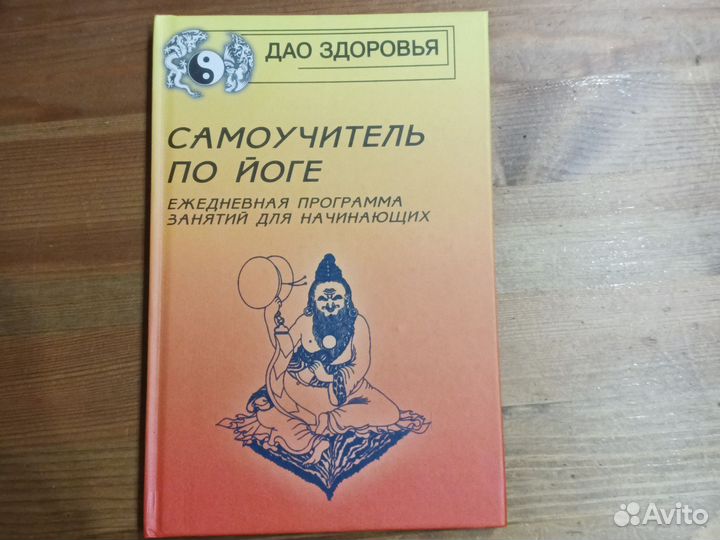 ДАО ЗДОРОВЬЯ
САМОУЧИТЕЛЬ
ПО ЙОГЕ
ЕЖЕДНЕВНАЯ ПРОГРАММА
ЗАНЯТИЙ ДЛЯ НАЧИНАЮЩИХ
Avito